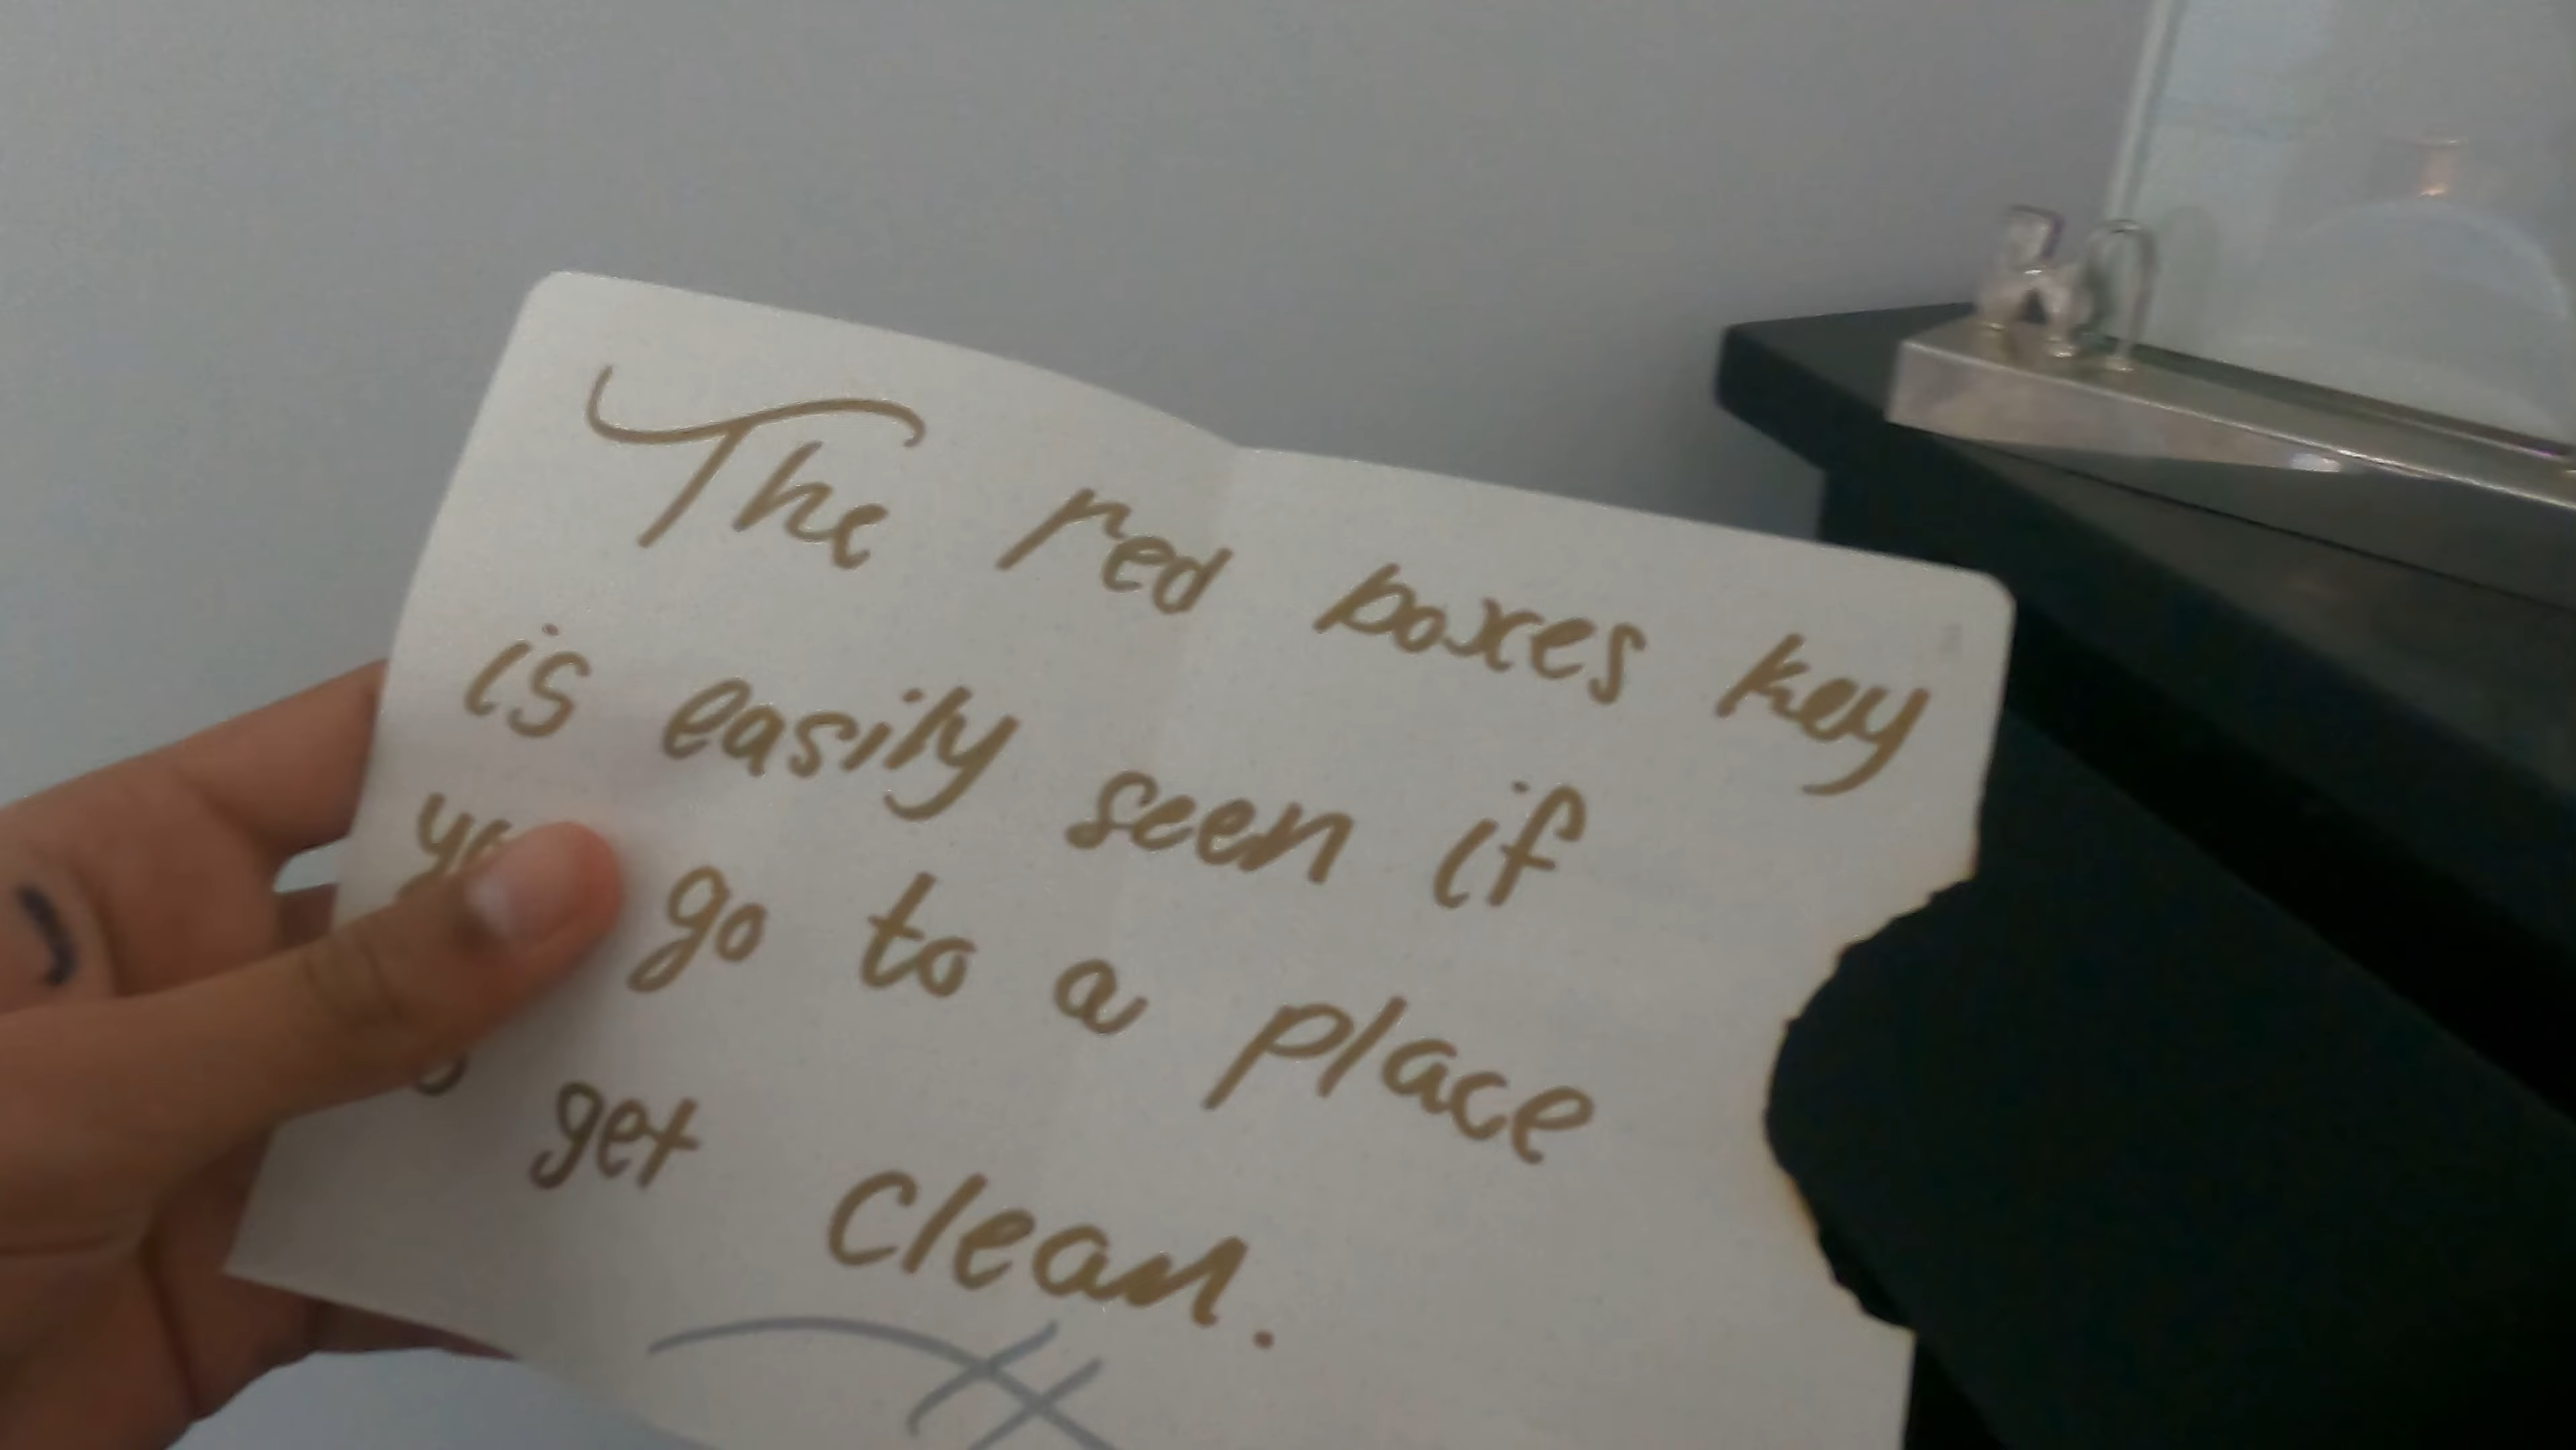 The red boxes key
is easily seen if
go to a place
get clean.